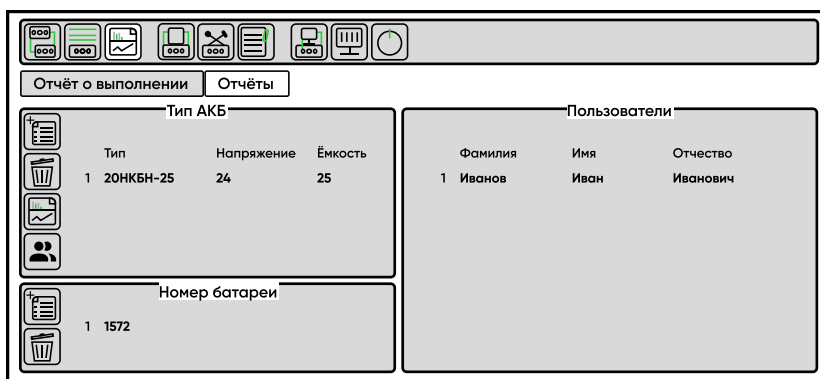 Отчёт о выполнении Отчёты
Тип АКБ
Тип Напряжение Ёмкость
1 20НКБН-25 24 25
Номер батареи
1 1572
Пользователи
Фамилия Имя Отчество
1 Иванов Иван Иванович